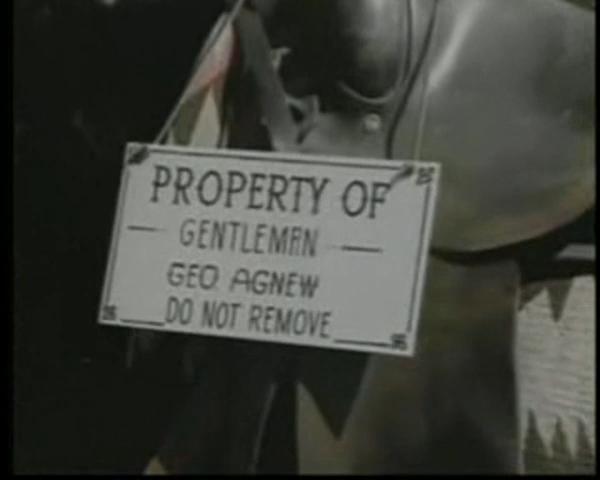 PROPERTY OF
GENTLEMAN
GEO. AGNEW
DO NOT REMOVE